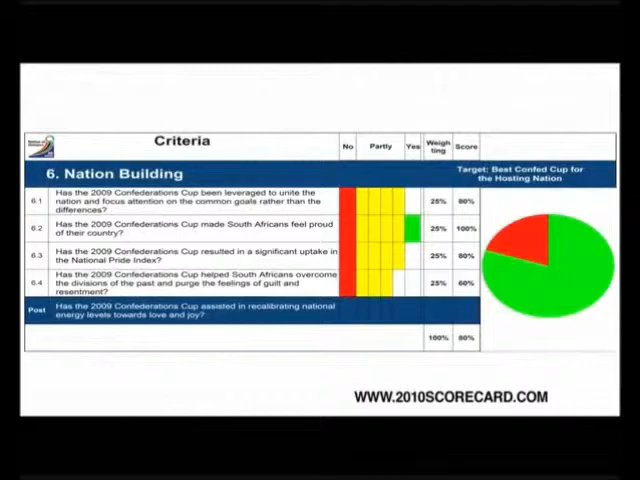 Criteria
No Partly Yes Weigh ting Score
6. Nation Building
Target: Best Confed Cup for
the Hosting Nation
6.1 Has the 2009 Confederations Cup been leveraged to unite the
nation and focus attention on the common goals rather than the
differences?
25% 80%
6.2 Has the 2009 Confederations Cup made South Africans feel proud
of their country?
25% 100%
6.3 Has the 2009 Confederations Cup resulted in a significant uptake in
the National Pride Index?
25% 80%
6.4 Has the 2009 Confederations Cup helped South Africans overcome
the divisions of the past and purge the feelings of guilt and
resentment?
25% 60%
Post Has the 2009 Confederations Cup assisted in recalibrating national
energy levels towards love and joy?
100% 80%
WWW.2010SCORECARD.COM